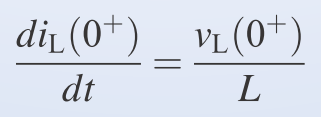 di_L(0⁺)/dt = v_L(0⁺)/L